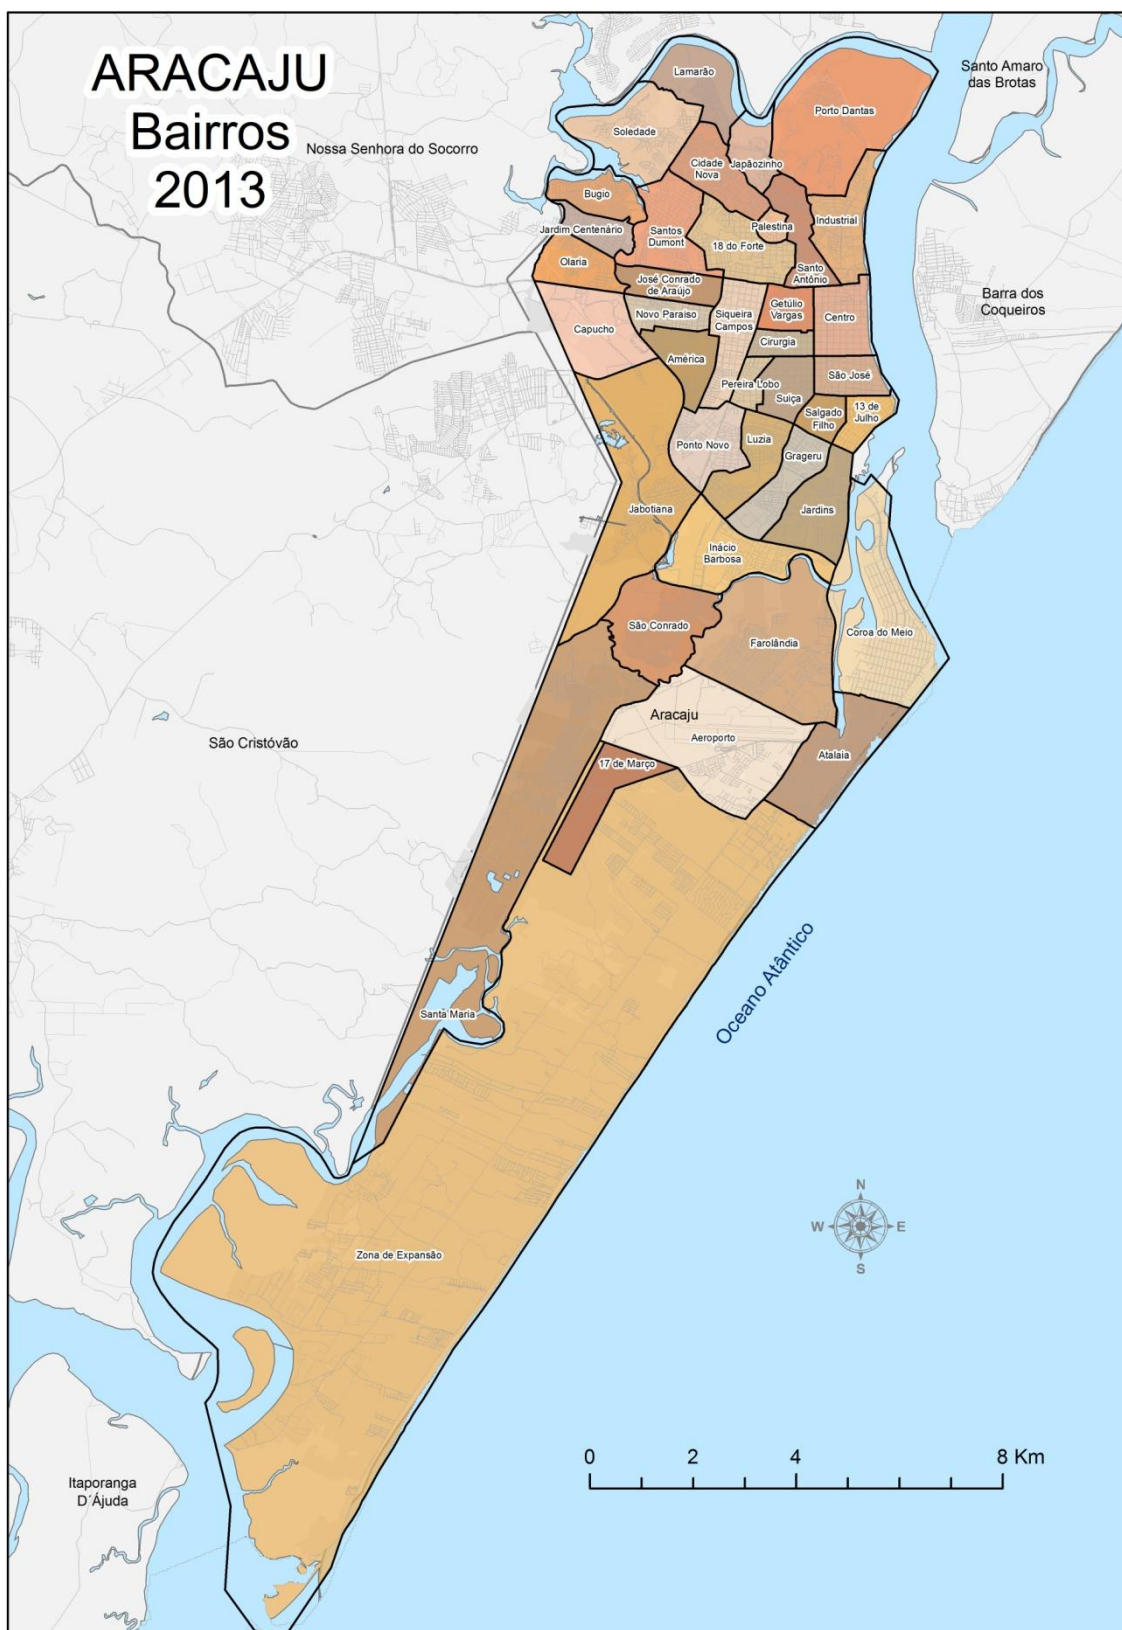 ARACAJU
Bairros
2013
Nossa Senhora do Socorro
Santo Amaro
das Brotas
Lamarão
Porto Dantas
Soledade
Cidade
Nova
Japãozinho
Bugio
Jardim Centenário
Santos
Dumont
Palestina
Industrial
18 do Forte
Olaria
Santo
Antônio
José Conrado
de Araújo
Barra dos
Coqueiros
Capucho
Novo Paraiso
Siqueira
Campos
Getúlio
Vargas
Centro
América
Cirurgia
Pereira Lobo
São José
Suiça
Salgado
Filho
13 de
Julho
Ponto Novo
Luzia
Grageru
Jabotiana
Jardins
Inácio
Barbosa
São Conrado
Farolândia
Coroa do Meio
Aracaju
Aeroporto
São Cristóvão
Atalaia
17 de Março
Oceano Atântico
Santa Maria
N
W
E
S
Zona de Expansão
0 2 4 8 Km
Itaporanga
D´Ájuda